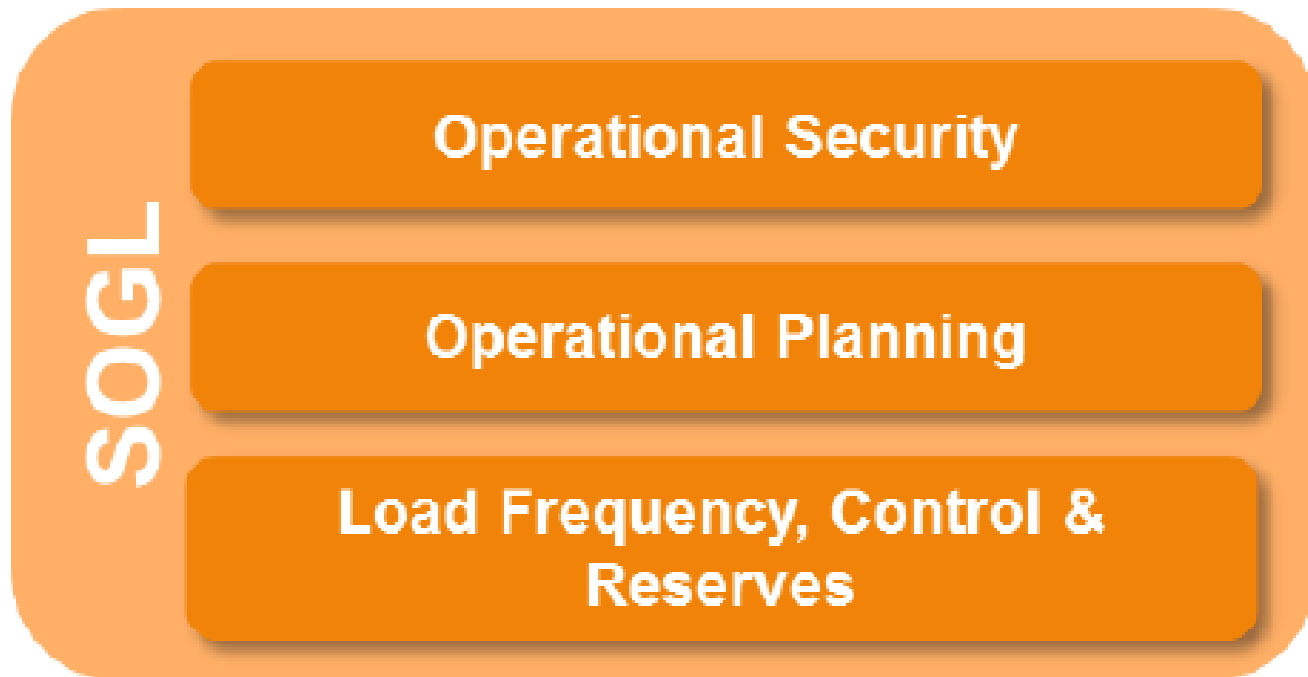 SOGL
Operational Security
Operational Planning
Load Frequency, Control &
Reserves